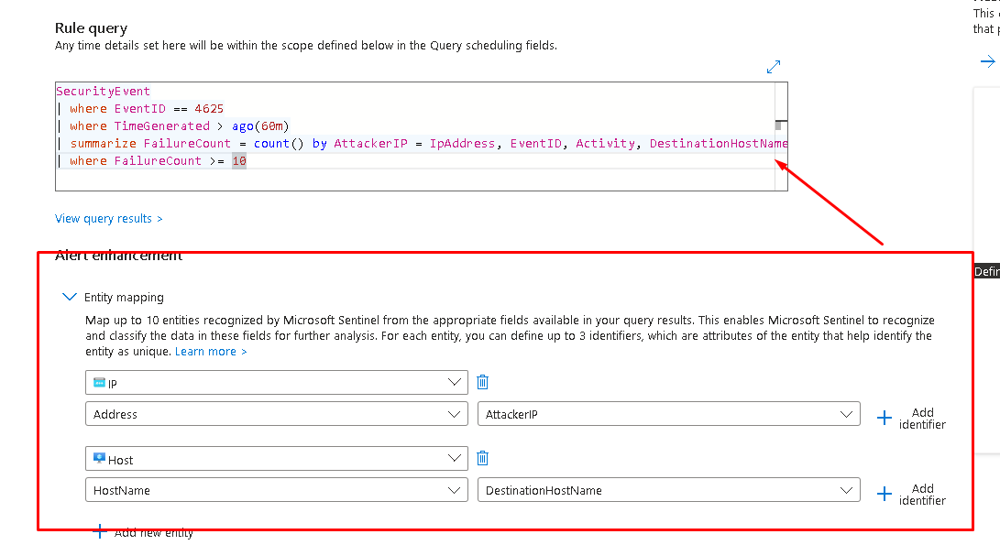 Rule query
Any time details set here will be within the scope defined below in the Query scheduling fields.
This
that
SecurityEvent
| where EventID == 4625
| where TimeGenerated > ago(60m)
| summarize FailureCount = count() by AttackerIP = IpAddress, EventID, Activity, DestinationHostName
| where FailureCount >= 10
View query results >
Alert enhancement
Defin
Entity mapping
Map up to 10 entities recognized by Microsoft Sentinel from the appropriate fields available in your query results. This enables Microsoft Sentinel to recognize
and classify the data in these fields for further analysis. For each entity, you can define up to 3 identifiers, which are attributes of the entity that help identify the
entity as unique. Learn more >
IP
Address
AttackerIP
Add
identifier
Host
HostName
DestinationHostName
Add
identifier
Add new entity